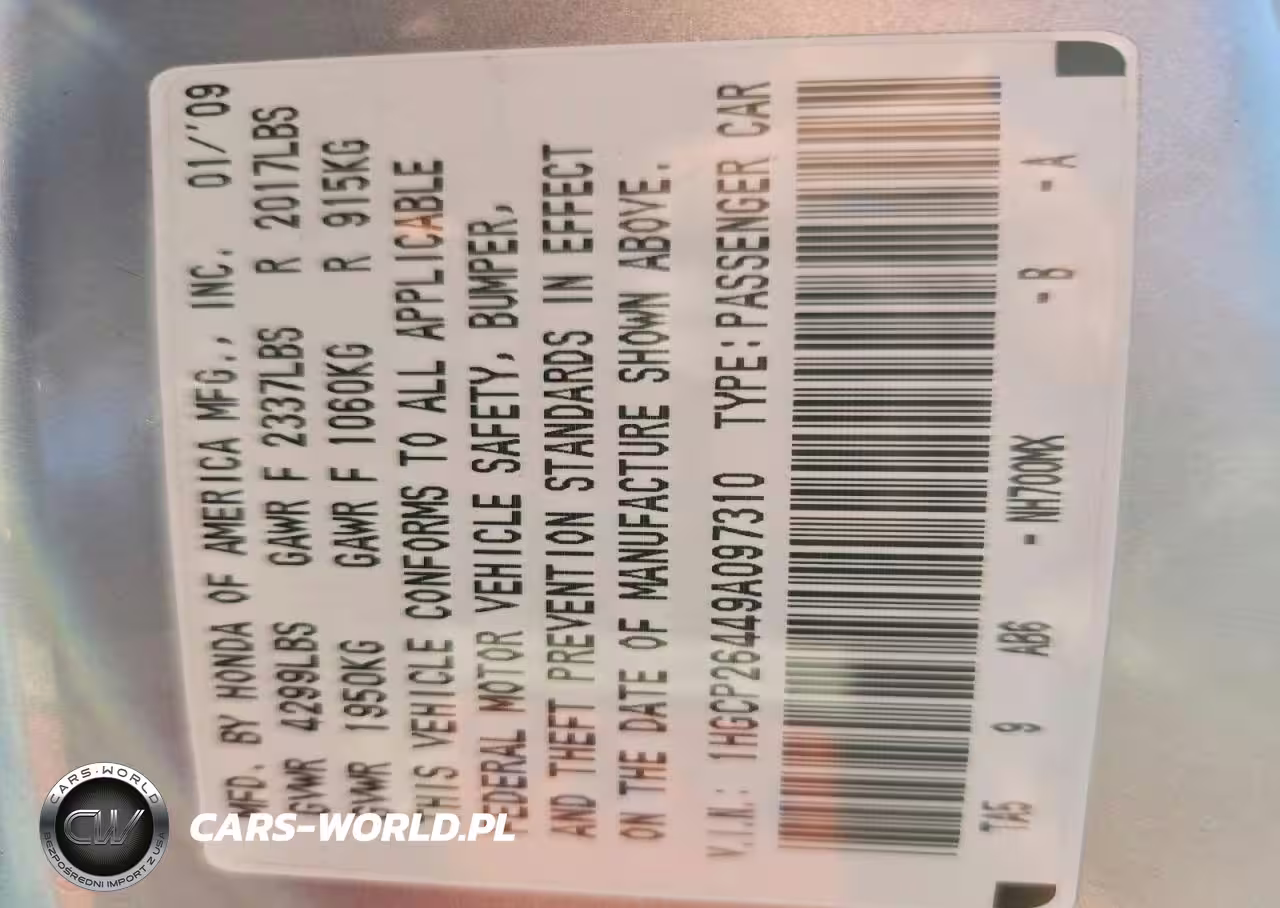 MFD. BY HONDA OF AMERICA MFG., INC. 01/'09
GVWR 4299LBS GAWR F 2337LBS R 2017LBS
GVWR 1950KG GAWR F 1060KG R 915KG
THIS VEHICLE CONFORMS TO ALL APPLICABLE
FEDERAL MOTOR VEHICLE SAFETY, BUMPER,
AND THEFT PREVENTION STANDARDS IN EFFECT
ON THE DATE OF MANUFACTURE SHOWN ABOVE.
V.I.N.: 1HGCP26449A097310 TYPE:PASSENGER CAR
TA5 9 AB6 - NH700MX - B - A
CARS-WORLD
CW
BEZPOŚREDNI IMPORT Z USA
CARS-WORLD.PL